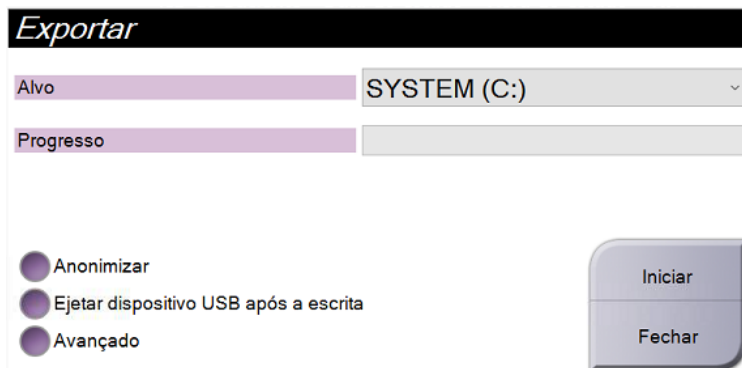 Exportar
Alvo
SYSTEM (C:)
Progresso
Anonimizar
Ejetar dispositivo USB após a escrita
Avançado
Iniciar
Fechar